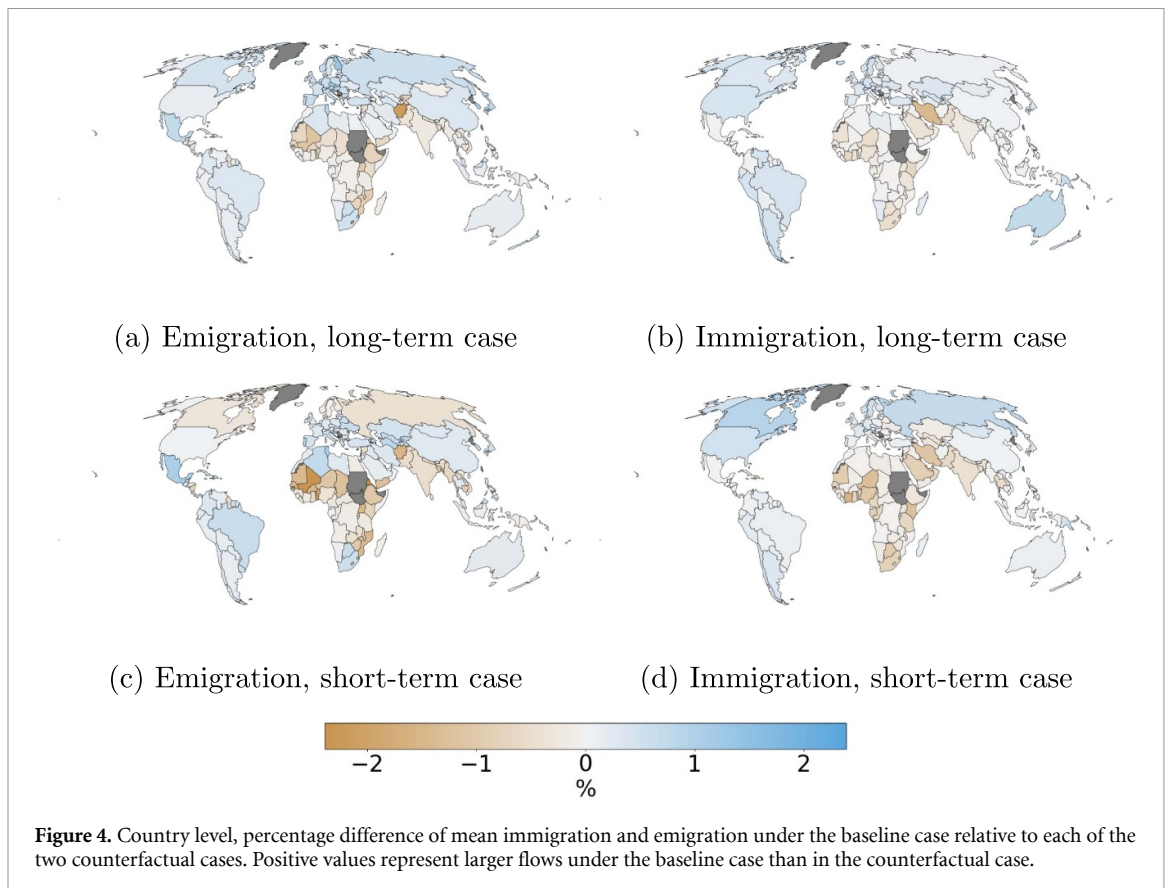 (a) Emigration, long-term case
(b) Immigration, long-term case
(c) Emigration, short-term case
(d) Immigration, short-term case
−2
−1
0
1
2
%
Figure 4. Country level, percentage difference of mean immigration and emigration under the baseline case relative to each of the
two counterfactual cases. Positive values represent larger flows under the baseline case than in the counterfactual case.